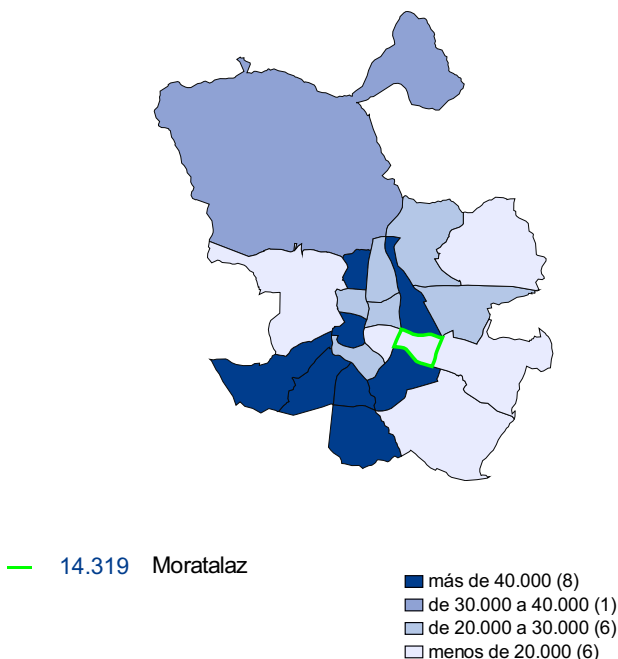 14.319 Moratalaz
más de 40.000 (8)
de 30.000 a 40.000 (1)
de 20.000 a 30.000 (6)
menos de 20.000 (6)